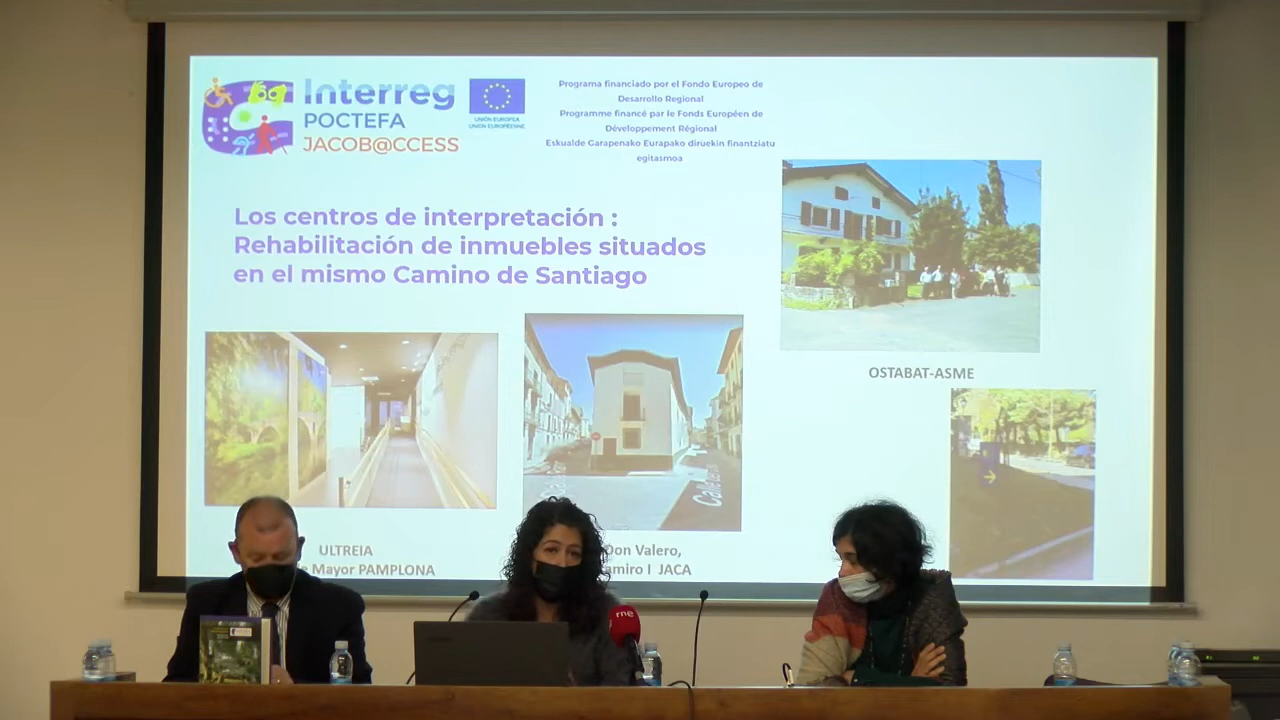 Interreg
POCTEFA
JACOB@CCESS
UNIÓN EUROPEA
UNION EUROPÉENNE
Programa financiado por el Fondo Europeo de
Desarrollo Regional
Programme financé par le Fonds Européen de
Développement Régional
Eskualde Garapenako Eurapako diruekin finantziatu
egitasmoa
Los centros de interpretación :
Rehabilitación de inmuebles situados
en el mismo Camino de Santiago
OSTABAT-ASME
ULTREIA
Mayor PAMPLONA
Don Valero,
amiro I JACA
Calle
rne